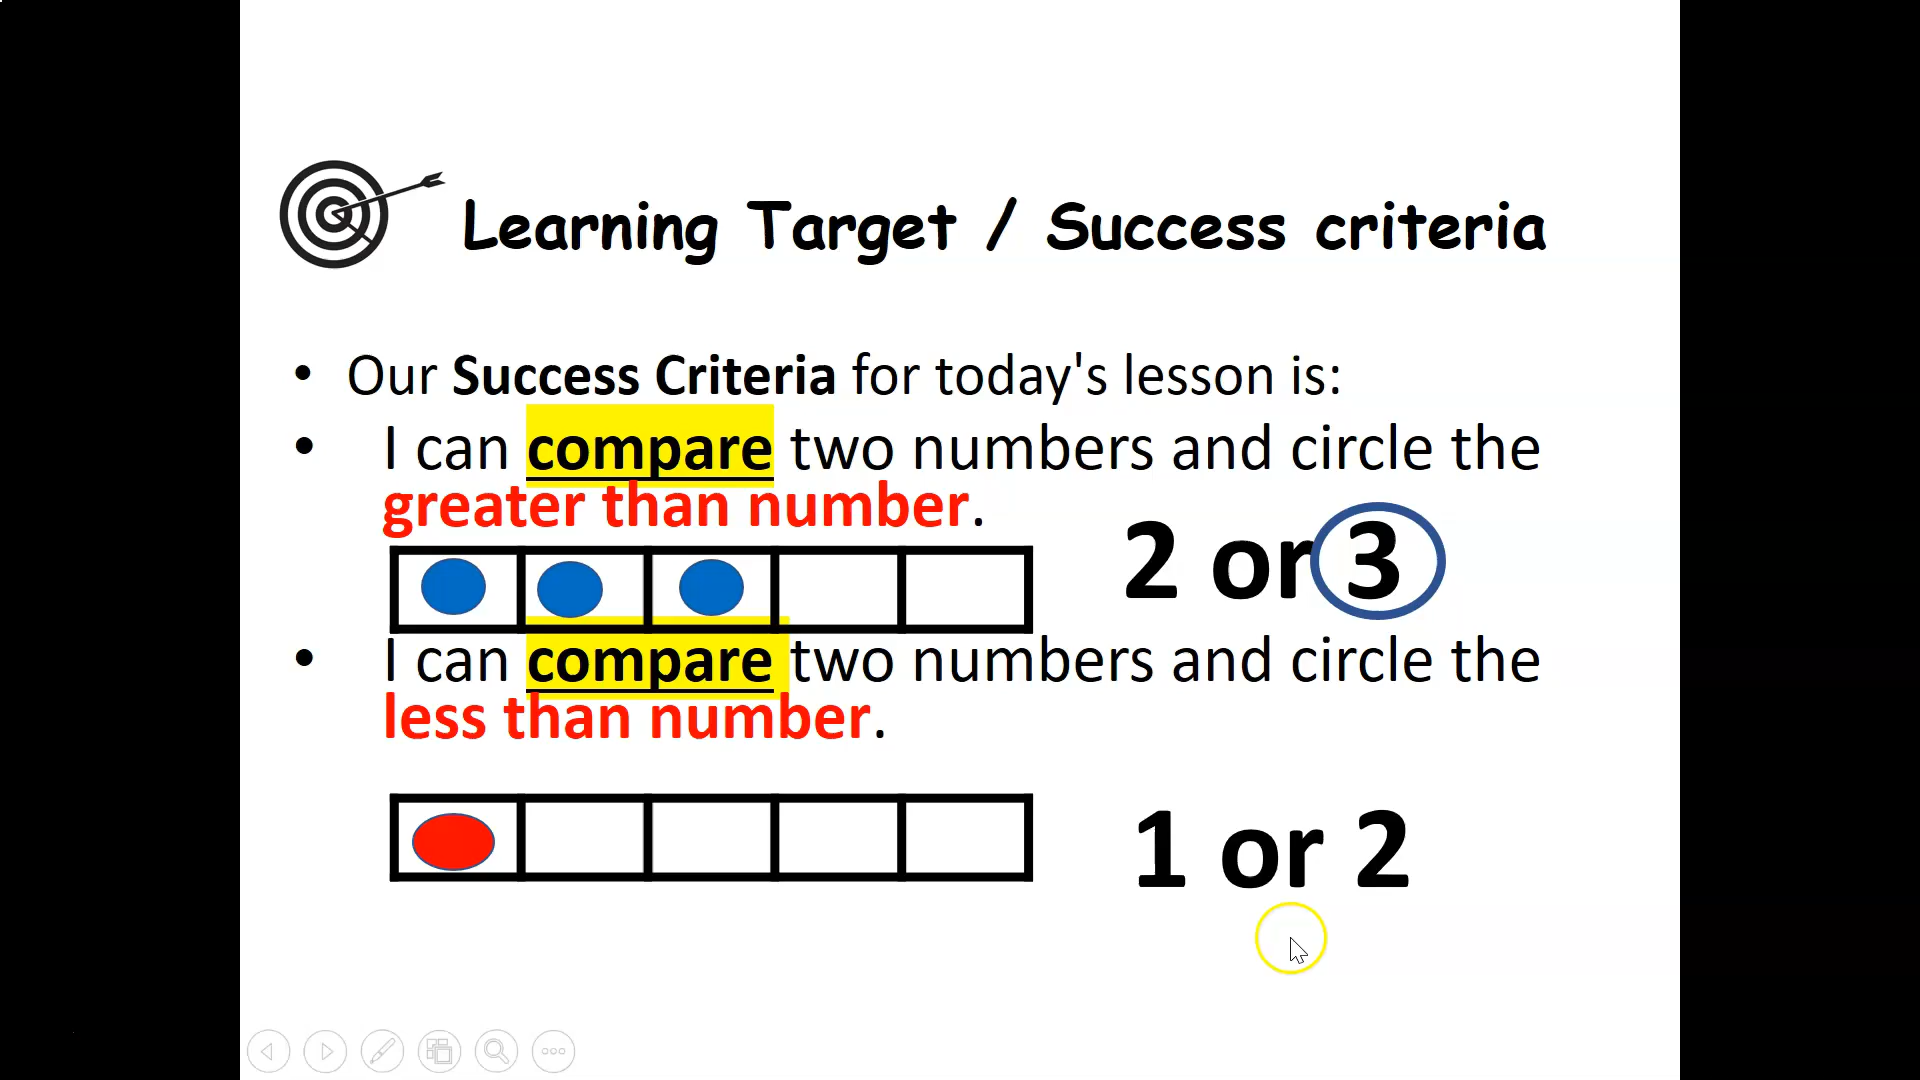 Learning Target / Success criteria
• Our Success Criteria for today's lesson is:
• I can compare two numbers and circle the
greater than number.
2 or 3
• I can compare two numbers and circle the
less than number.
1 or 2